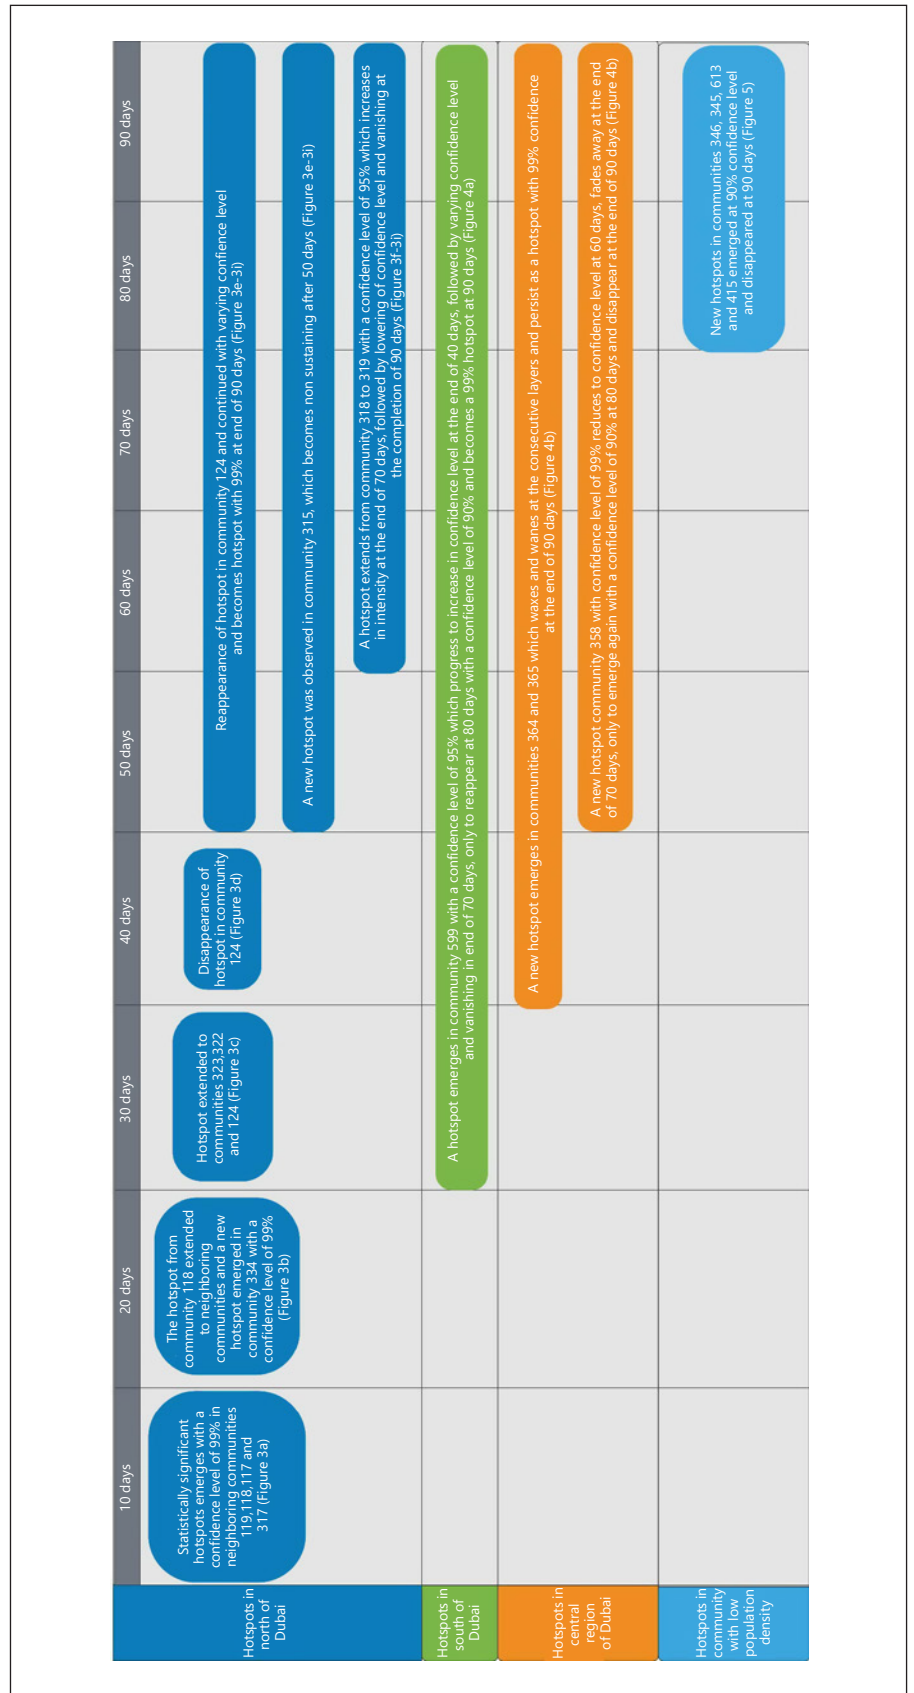 10 days
20 days
30 days
40 days
50 days
60 days
70 days
80 days
90 days
Hotspots in
north of
Dubai
Statistically significant
hotspots emerges with a
confidence level of 99% in
neighboring communities
119,118,117 and
317 (Figure 3a)
The hotspot from
community 118 extended
to neighboring
communities and a new
hotspot emerged in
community 334 with a
confidence level of 99%
(Figure 3b)
Hotspot extended to
communities 323,322
and 124 (Figure 3c)
Disappearance of
hotspot in community
124 (Figure 3d)
Reappearance of hotspot in community 124 and continued with varying confience level
and becomes hotspot with 99% at end of 90 days (Figure 3e-3i)
A new hotspot was observed in community 315, which becomes non sustaining after 50 days (Figure 3e-3i)
A hotspot extends from community 318 to 319 with a confidence level of 95% which increases
in intensity at the end of 70 days, followed by lowering of confidence level and vanishing at
the completion of 90 days (Figure 3f-3i)
Hotspots in
south of
Dubai
A hotspot emerges in community 599 with a confidence level of 95% which progress to increase in confidence level at the end of 40 days, followed by varying confidence level
and vanishing in end of 70 days, only to reappear at 80 days with a confidence level of 90% and becomes a 99% hotspot at 90 days (Figure 4a)
Hotspots in
central
region
of Dubai
A new hotspot emerges in communities 364 and 365 which waxes and wanes at the consecutive layers and persist as a hotspot with 99% confidence
at the end of 90 days (Figure 4b)
A new hotspot community 358 with confidence level of 99% reduces to confidence level at 60 days, fades away at the end
of 70 days, only to emerge again with a confidence level of 90% at 80 days and disappear at the end of 90 days (Figure 4b)
Hotspots in
community
with low
population
density
New hotspots in communities 346, 345, 613
and 415 emerged at 90% confidence level
and disappeared at 90 days (Figure 5)